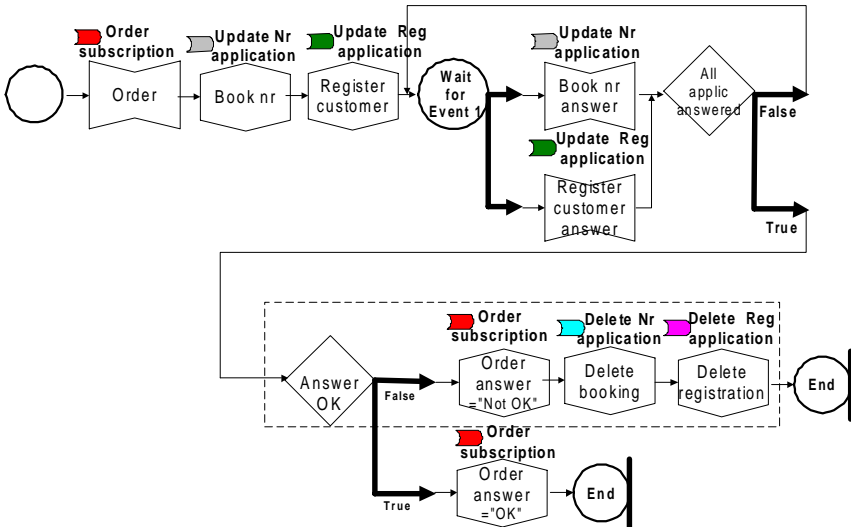 Order
subscription
Update Nr
application
Update Reg
application
Update Nr
application
Order
Book nr
Register
customer
Wait
for
Event 1
Book nr
answer
All
applic
answered
False
Update Reg
application
Register
customer
answer
True
Order
subscription
Delete Nr
application
Delete Reg
application
Answer
OK
False
Order
answer
="Not OK"
Delete
booking
Delete
registration
End
Order
subscription
True
Order
answer
="OK"
End